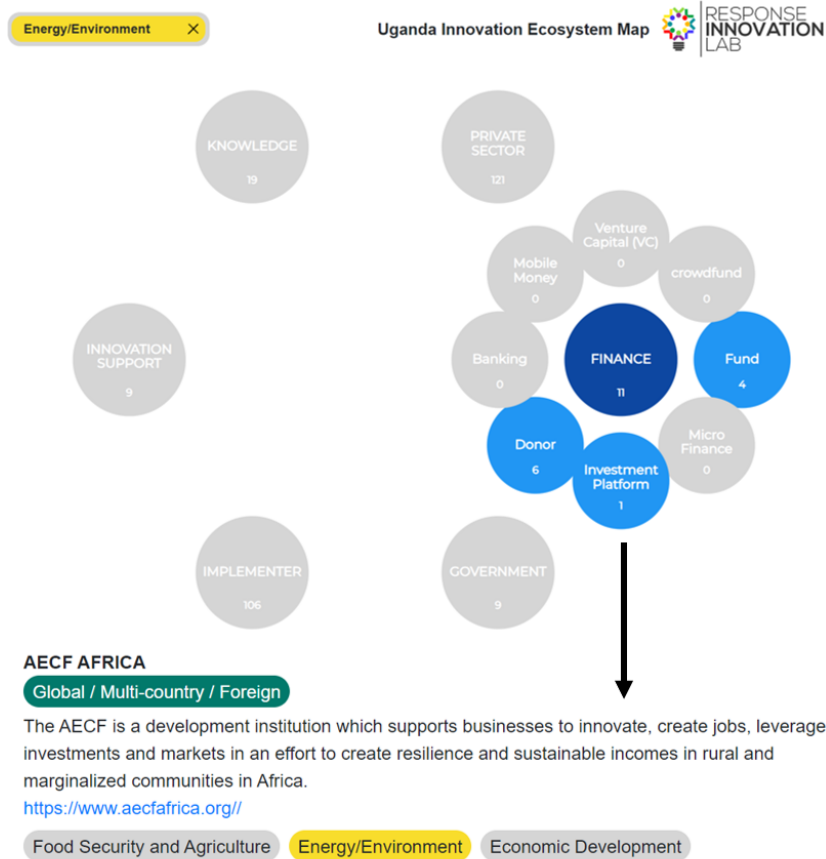 Energy/Environment ×
Uganda Innovation Ecosystem Map
RESPONSE
INNOVATION
LAB
KNOWLEDGE
19
PRIVATE
SECTOR
121
Venture
Capital (VC)
0
Mobile
Money
0
crowdfund
0
INNOVATION
SUPPORT
9
Banking
0
FINANCE
11
Fund
4
Donor
6
Micro
Finance
0
Investment
Platform
1
IMPLEMENTER
106
GOVERNMENT
9
AECF AFRICA
Global / Multi-country / Foreign
The AECF is a development institution which supports businesses to innovate, create jobs, leverage
investments and markets in an effort to create resilience and sustainable incomes in rural and
marginalized communities in Africa.
https://www.aecfafrica.org//
Food Security and Agriculture Energy/Environment Economic Development